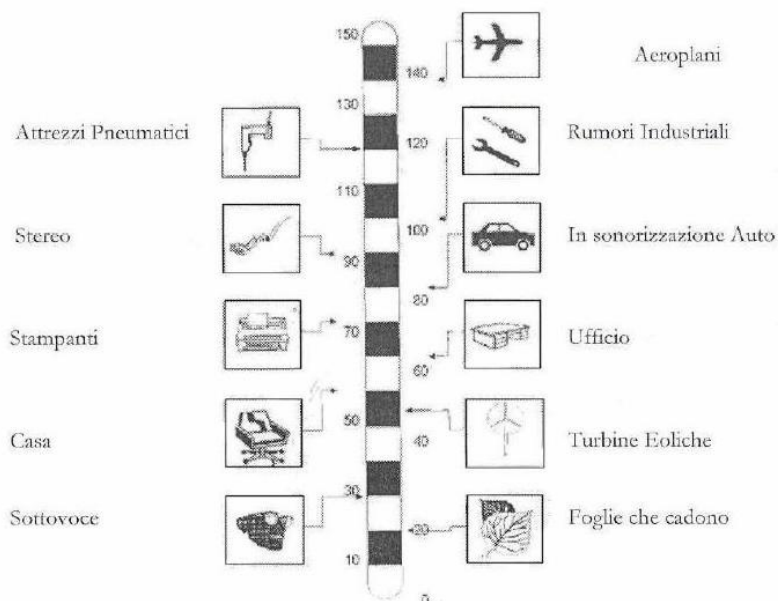 150
140
Aeroplani
130
Attrezzi Pneumatici
120
Rumori Industriali
110
100
Stereo
In sonorizzazione Auto
90
80
Stampanti
70
Ufficio
60
50
Casa
40
Turbine Eoliche
30
Sottovoce
20
Foglie che cadono
10
0